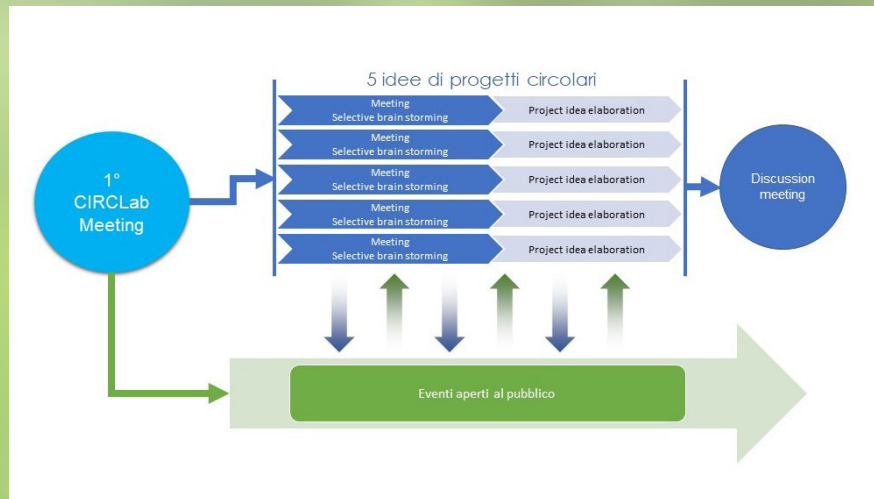 5 idee di progetti circolari
Meeting
Selective brain storming
Project idea elaboration
Meeting
Selective brain storming
Project idea elaboration
Meeting
Selective brain storming
Project idea elaboration
Meeting
Selective brain storming
Project idea elaboration
Meeting
Selective brain storming
Project idea elaboration
1°
CIRCLab
Meeting
Discussion
meeting
Eventi aperti al pubblico